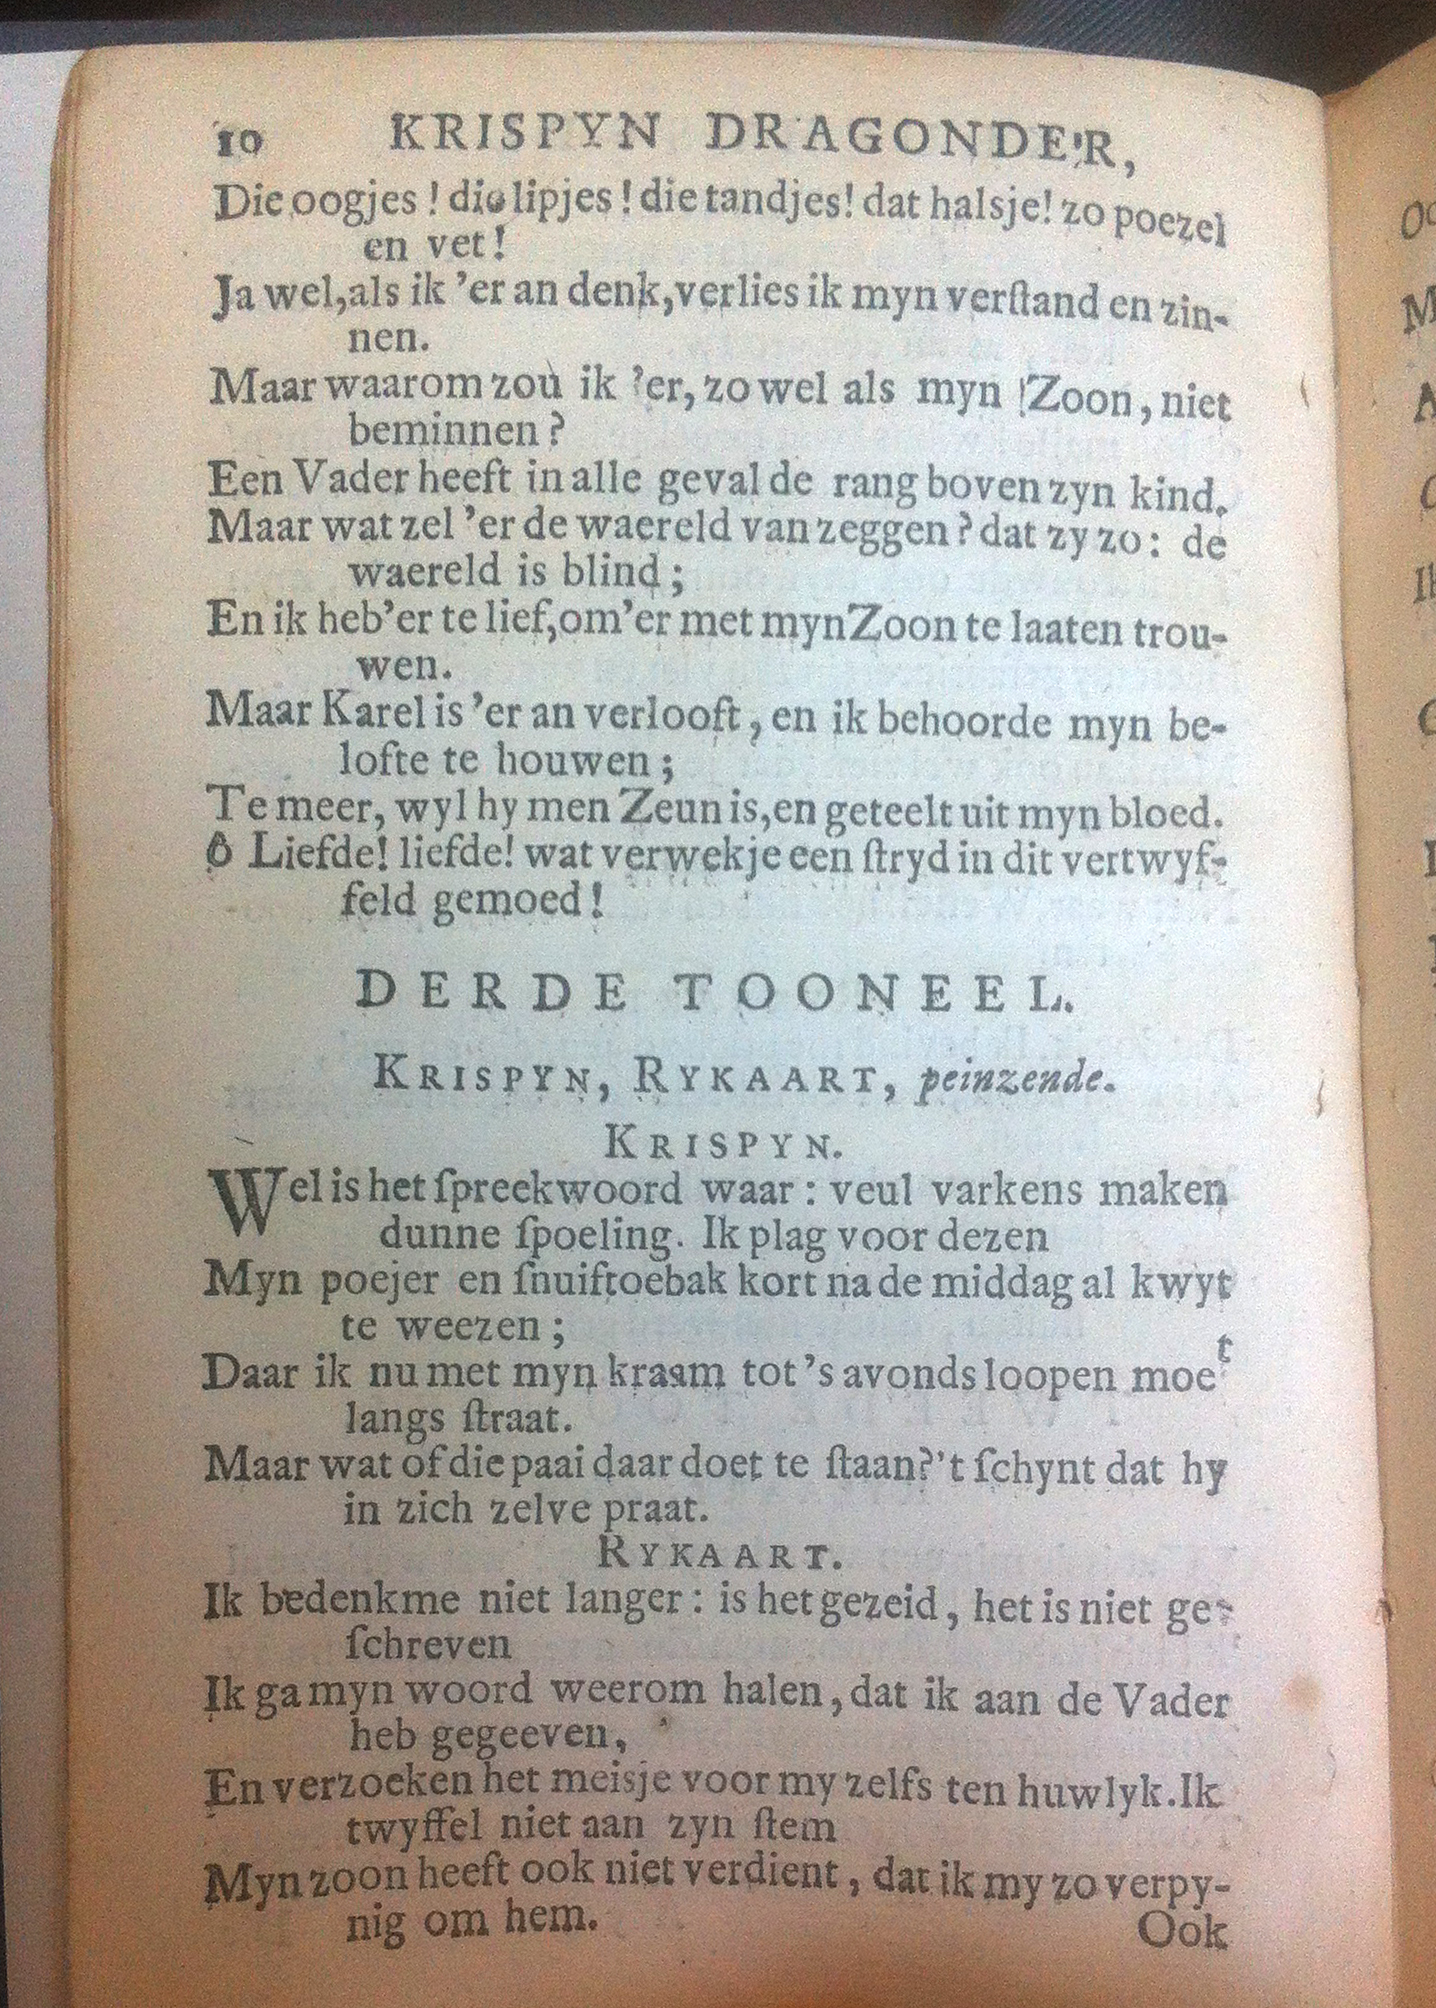 10 KRISPYN DRAGONDER,
Die oogjes! die lipjes! die tandjes! dat halsje! zo poezel
en vet!
Ja wel, als ik 'er an denk, verlies ik myn verſtand en zin-
nen.
Maar waarom zou ik 'er, zo wel als myn Zoon, niet
beminnen?
Een Vader heeft in alle geval de rang boven zyn kind.
Maar wat zel 'er de waereld van zeggen? dat zy zo: de
waereld is blind;
En ik heb'er te lief, om'er met myn Zoon te laaten trou-
wen.
Maar Karel is 'er an verlooft, en ik behoorde myn be-
lofte te houwen;
Te meer, wyl hy men Zeun is, en geteelt uit myn bloed.
ô Liefde! liefde! wat verwekje een ſtryd in dit vertwyf-
feld gemoed!
DERDE TOONEEL.
KRISPYN, RYKAART, peinzende.
KRISPYN.
Wel is het ſpreekwoord waar: veul varkens maken
dunne ſpoeling. Ik plag voor dezen
Myn poejer en ſnuiftoebak kort na de middag al kwyt
te weezen;
Daar ik nu met myn kraam tot 's avonds loopen moet
langs ſtraat.
Maar wat of die paai daar doet te ſtaan? 't ſchynt dat hy
in zich zelve praat.
RYKAART.
Ik bedenkme niet langer: is het gezeid, het is niet ge-
ſchreven
Ik ga myn woord weerom halen, dat ik aan de Vader
heb gegeeven,
En verzoeken het meisje voor my zelfs ten huwlyk. Ik
twyffel niet aan zyn ſtem
Myn zoon heeft ook niet verdient, dat ik my zo verpy-
nig om hem.
Ook